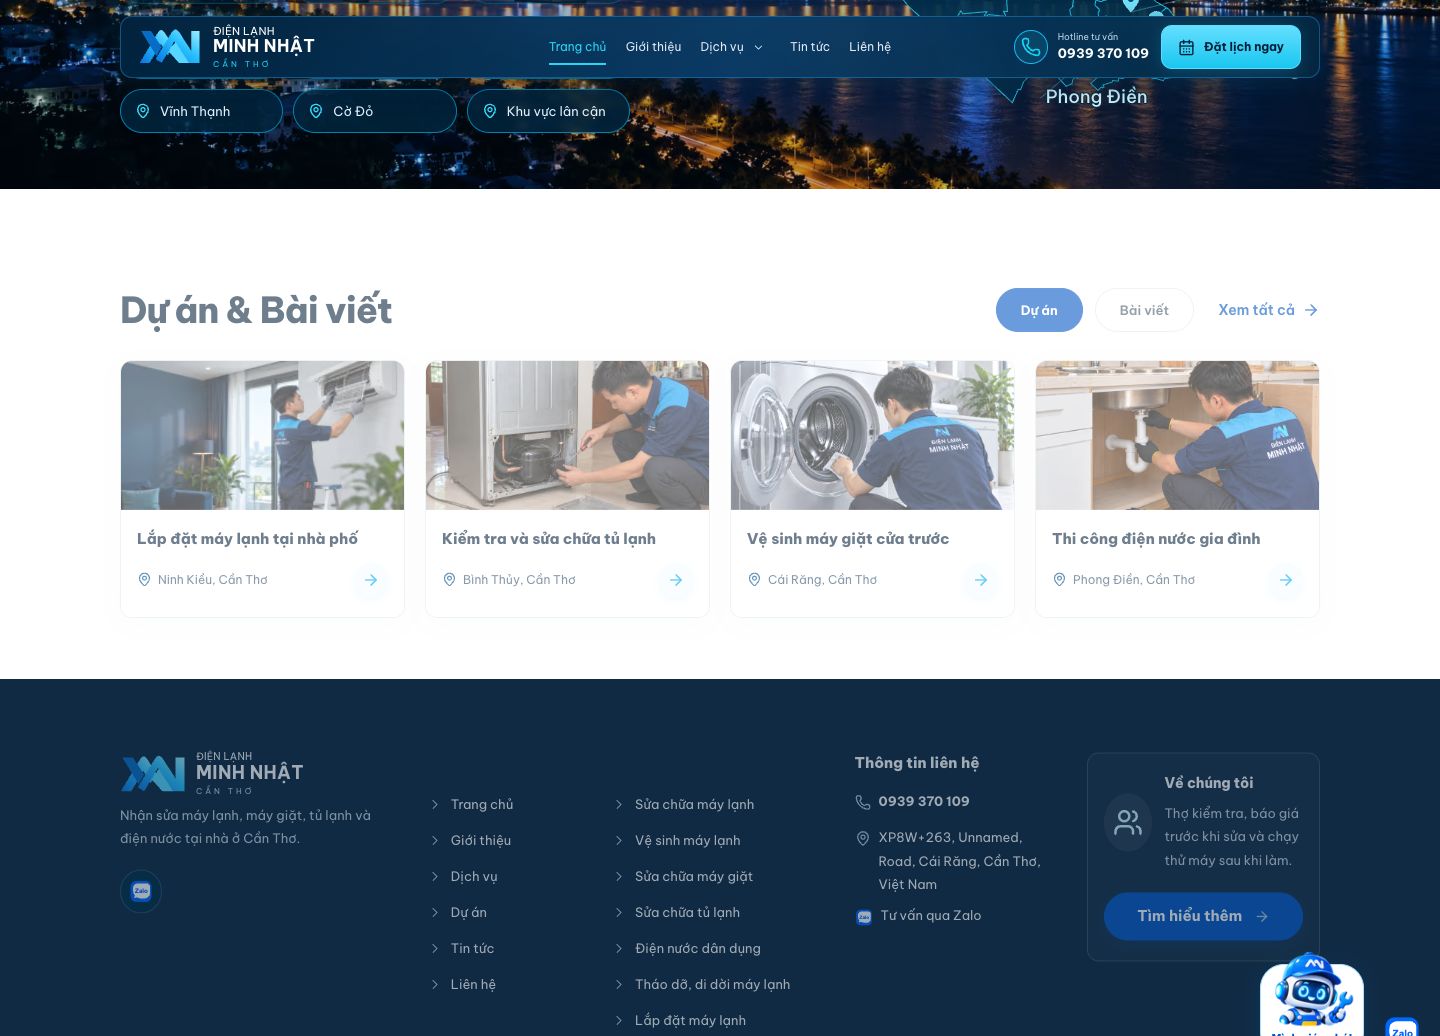 ĐIỆN LẠNH
MINH NHẬT
CẦN THƠ
Trang chủ
Giới thiệu
Dịch vụ
Tin tức
Liên hệ
Hotline tư vấn
0939 370 109
Đặt lịch ngay
Phong Điền
Vĩnh Thạnh
Cờ Đỏ
Khu vực lân cận
Dự án & Bài viết
Dự án
Bài viết
Xem tất cả
ĐIỆN LẠNH
MINH NHẬT
ĐIỆN LẠNH
MINH NHẬT
Lắp đặt máy lạnh tại nhà phố
Ninh Kiều, Cần Thơ
Kiểm tra và sửa chữa tủ lạnh
Bình Thủy, Cần Thơ
Vệ sinh máy giặt cửa trước
Cái Răng, Cần Thơ
Thi công điện nước gia đình
Phong Điền, Cần Thơ
ĐIỆN LẠNH
MINH NHẬT
CẦN THƠ
Nhận sửa máy lạnh, máy giặt, tủ lạnh và
điện nước tại nhà ở Cần Thơ.
Zalo
Trang chủ
Giới thiệu
Dịch vụ
Dự án
Tin tức
Liên hệ
Sửa chữa máy lạnh
Vệ sinh máy lạnh
Sửa chữa máy giặt
Sửa chữa tủ lạnh
Điện nước dân dụng
Tháo dỡ, di dời máy lạnh
Lắp đặt máy lạnh
Thông tin liên hệ
0939 370 109
XP8W+263, Unnamed,
Road, Cái Răng, Cần Thơ,
Việt Nam
Zalo
Tư vấn qua Zalo
Về chúng tôi
Thợ kiểm tra, báo giá
trước khi sửa và chạy
thử máy sau khi làm.
Tìm hiểu thêm
Zalo